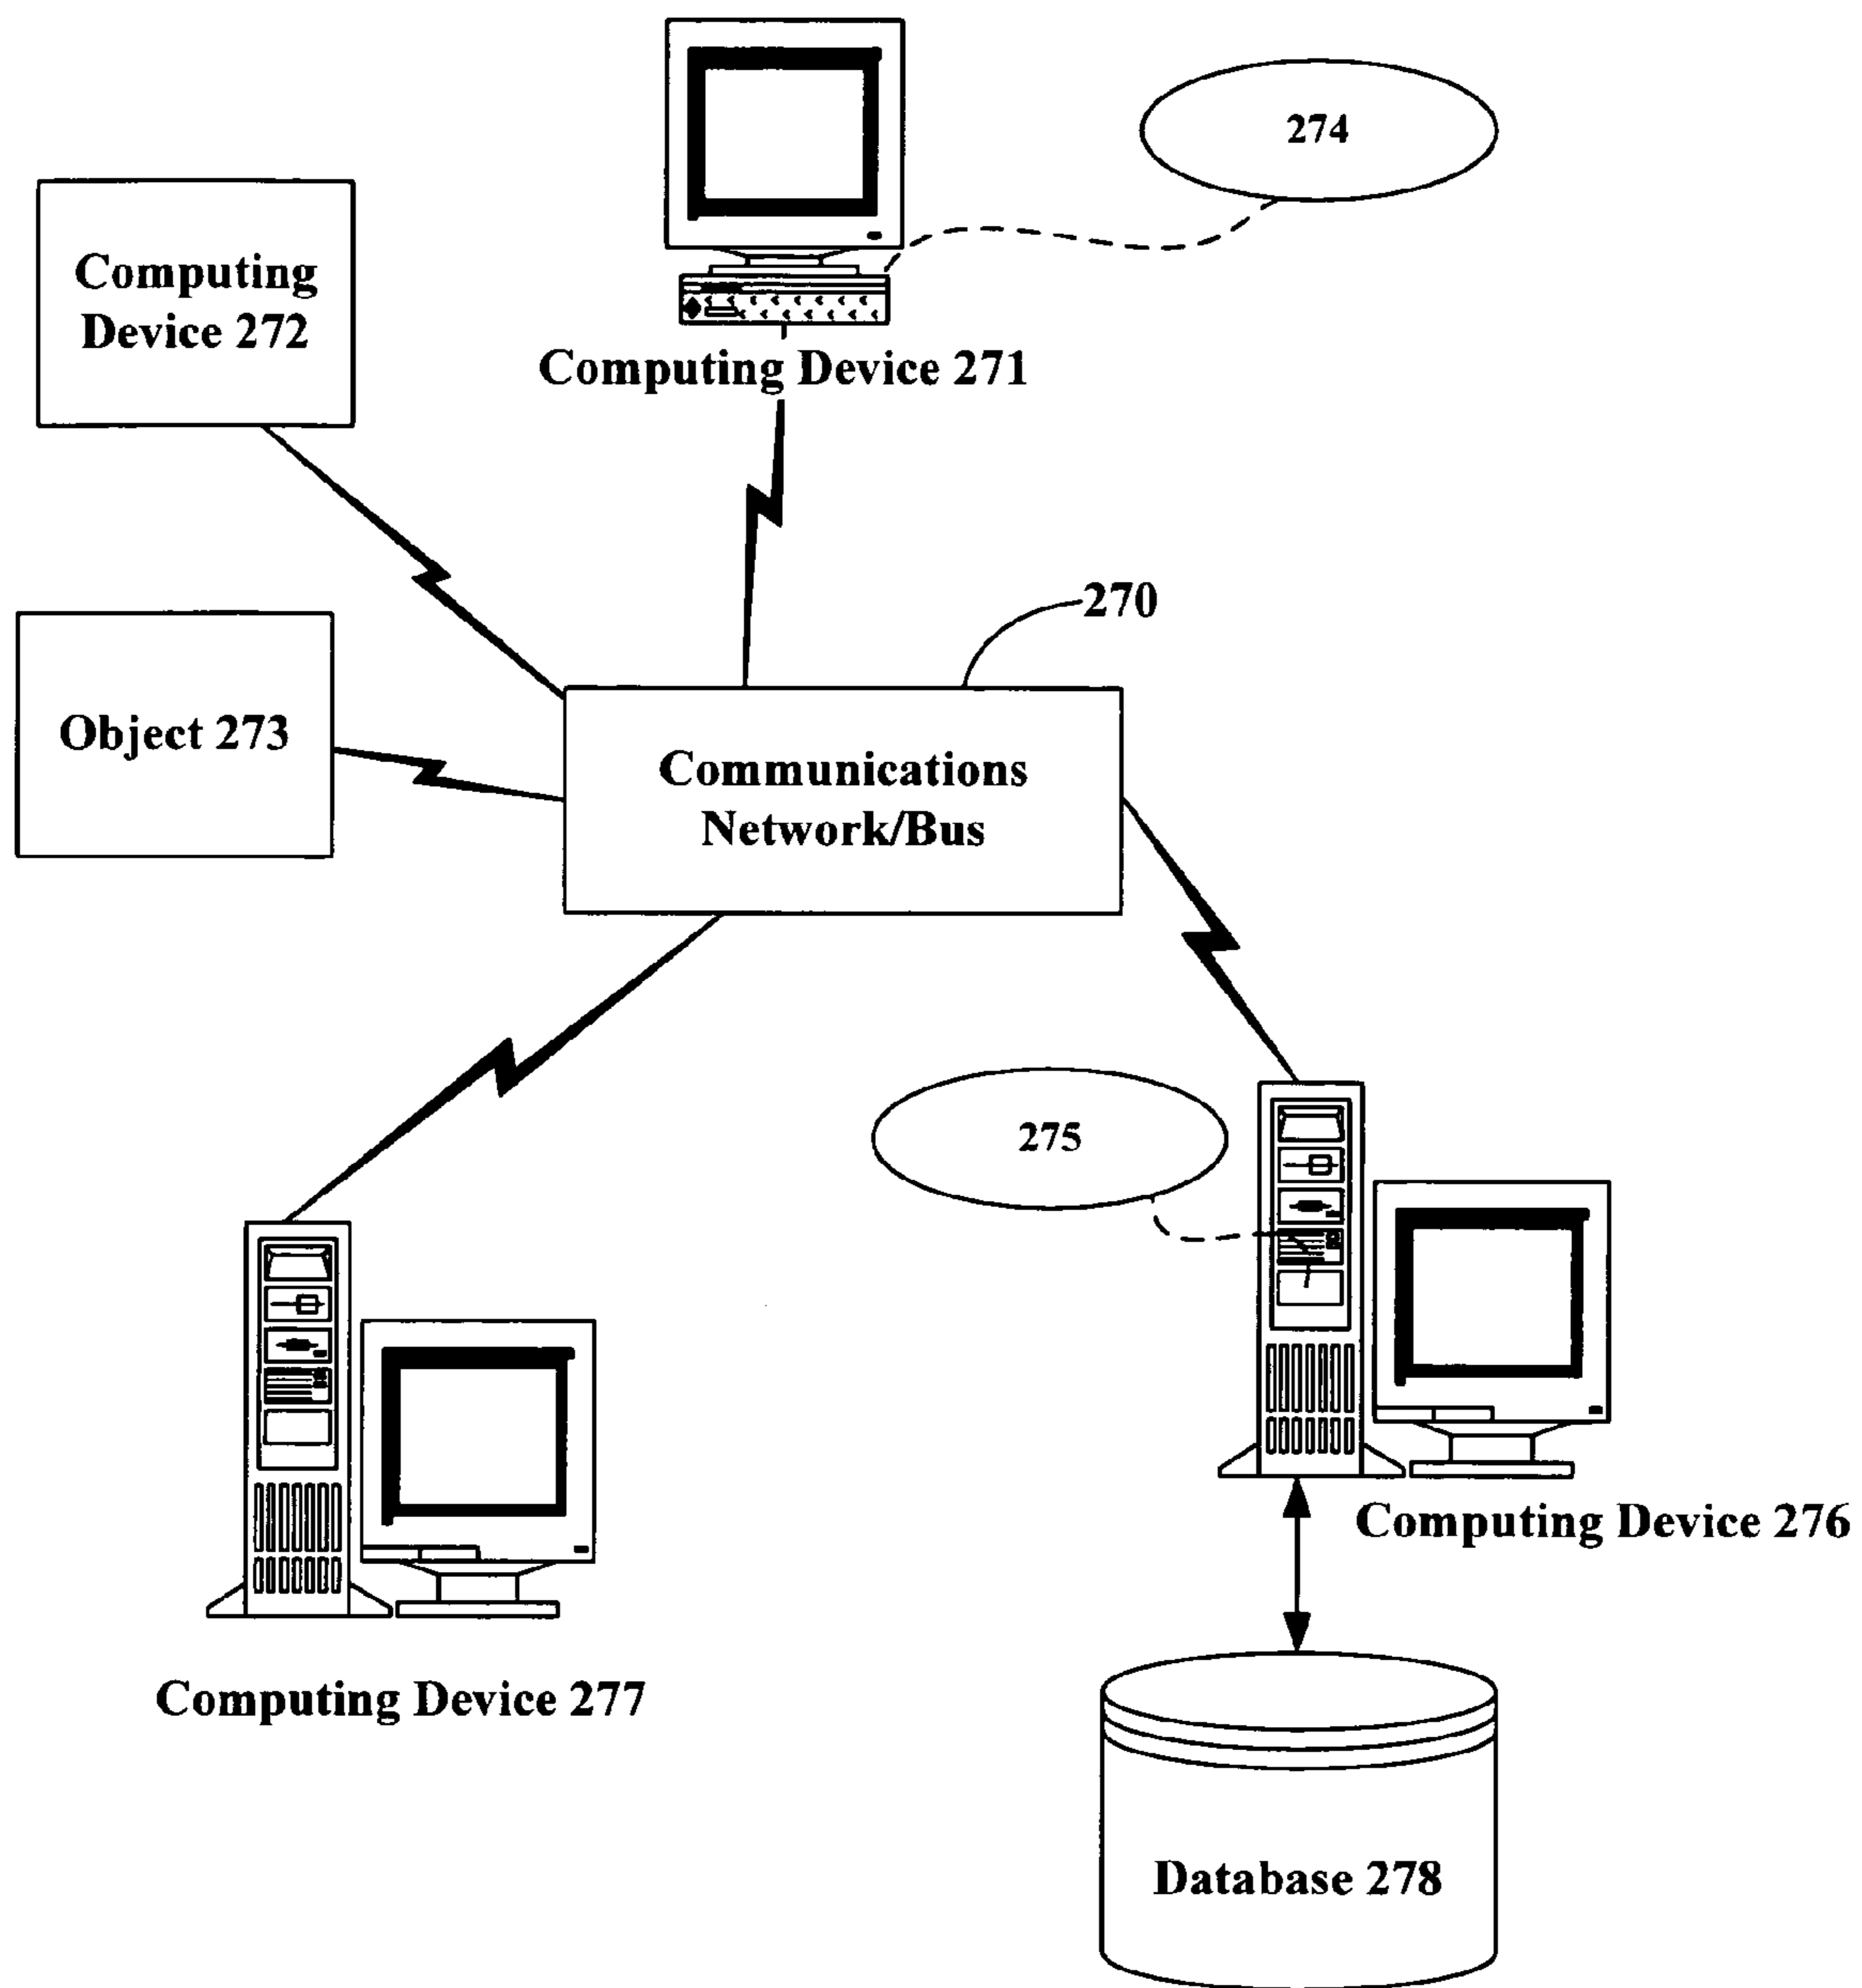 274
Computing
Device 272
Computing Device 271
270
Object 273
Communications
Network/Bus
275
Computing Device 276
Computing Device 277
Database 278